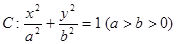 C: x²/a² + y²/b² = 1 (a > b > 0)